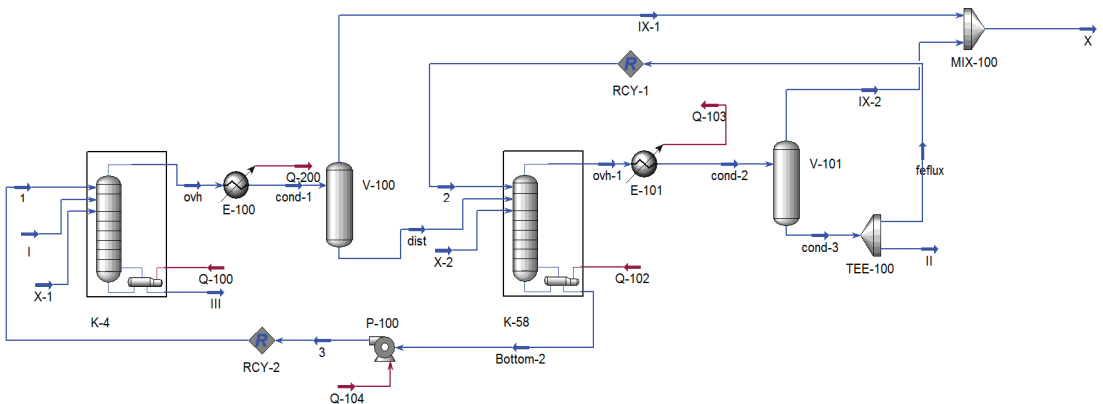 IX-1
X
MIX-100
RCY-1
IX-2
Q-103
V-101
ovh-1
E-101
cond-2
feflux
Q-200
V-100
ovh
E-100
cond-1
1
2
I
dist
X-2
cond-3
TEE-100
II
Q-100
Q-102
X-1
III
K-4
P-100
K-58
R
RCY-2
3
Bottom-2
Q-104
R